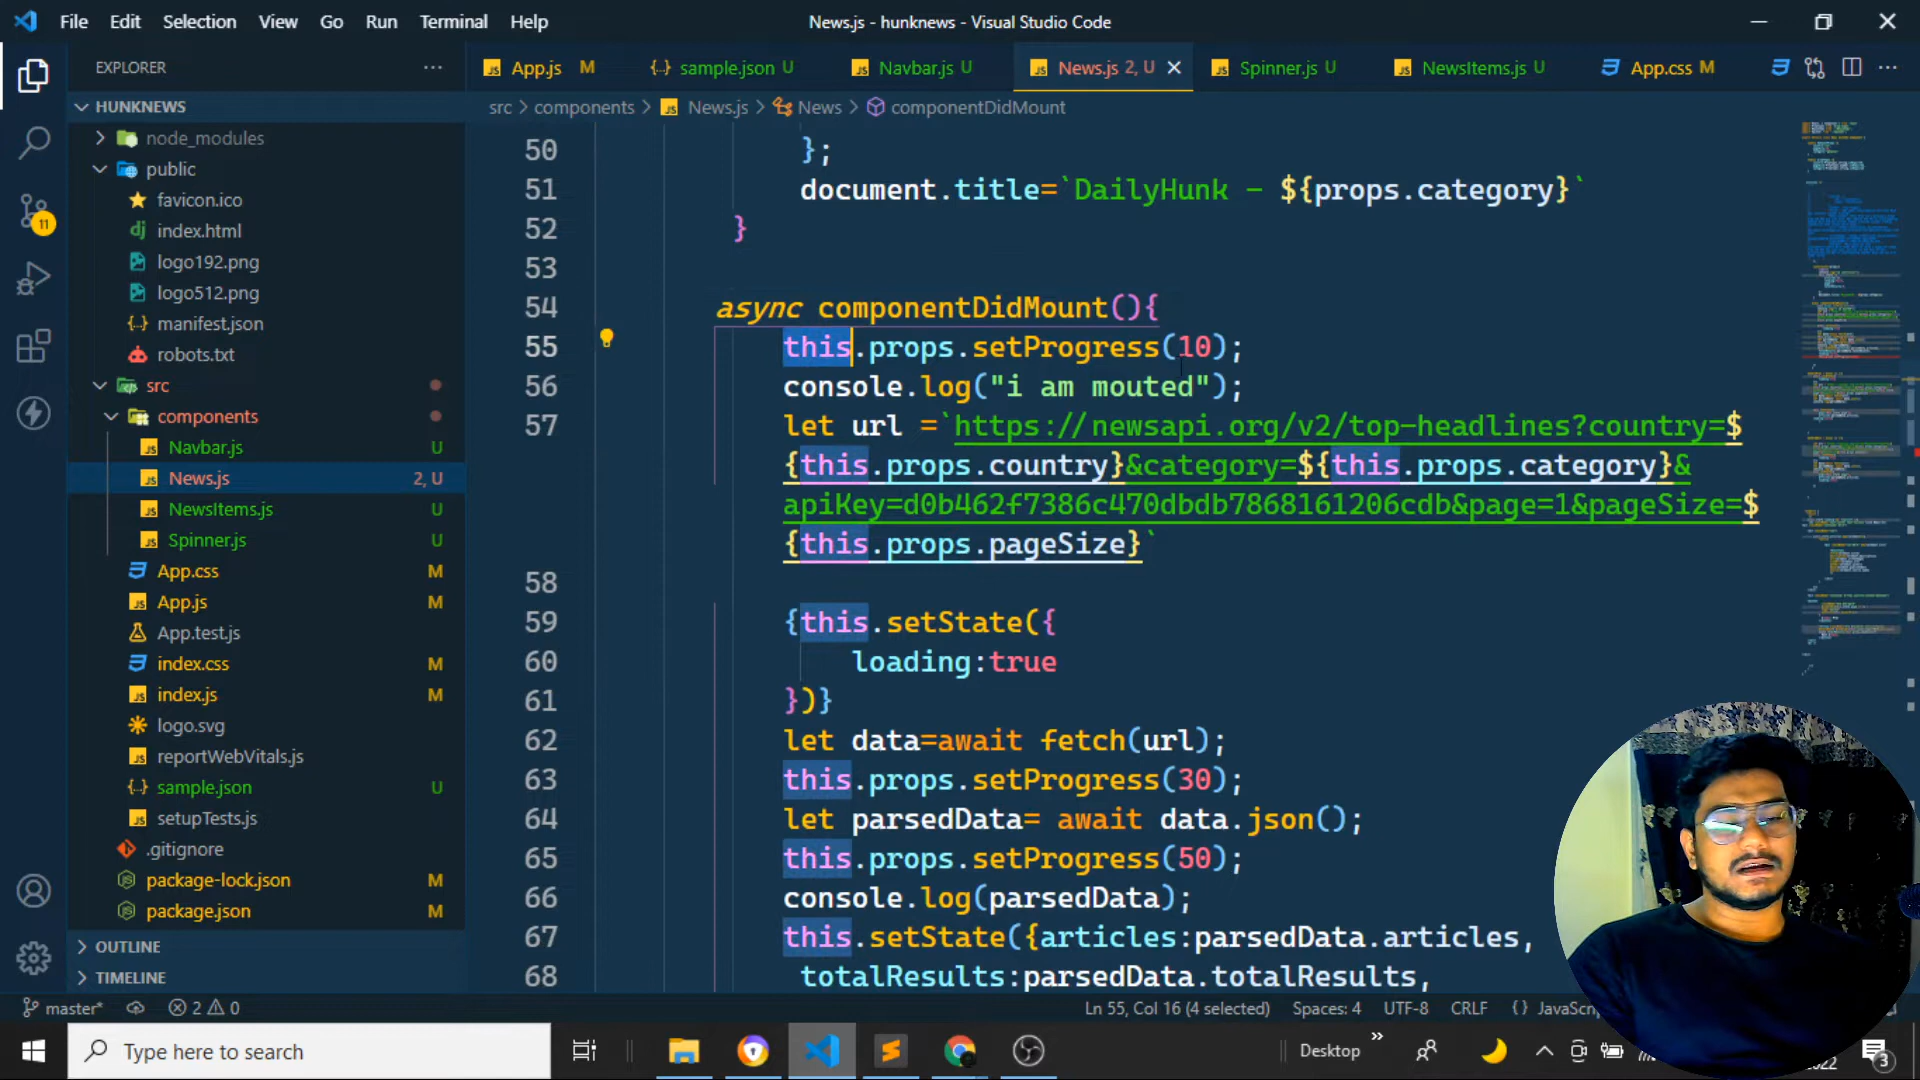 File Edit Selection View Go Run Terminal Help
News.js - hunknews - Visual Studio Code
EXPLORER ···
App.js M
sample.json U
Navbar.js U
News.js 2, U
Spinner.js U
NewsItems.js U
App.css M
HUNKNEWS
src > components > News.js > News > componentDidMount
node_modules
public
favicon.ico
index.html
logo192.png
logo512.png
manifest.json
robots.txt
src
components
Navbar.js U
News.js 2, U
NewsItems.js U
Spinner.js U
App.css M
App.js M
App.test.js
index.css M
index.js M
logo.svg
reportWebVitals.js
sample.json U
setupTests.js
.gitignore
package-lock.json M
package.json M
OUTLINE
TIMELINE
11
50 };
51 document.title=`DailyHunk - ${props.category}`
52 }
53
54 async componentDidMount(){
55 this.props.setProgress(10);
56 console.log("i am mouted");
57 let url =`https://newsapi.org/v2/top-headlines?country=$
{this.props.country}&category=${this.props.category}&
apiKey=d0b462f7386c470dbdb7868161206cdb&page=1&pageSize=$
{this.props.pageSize}`
58
59 {this.setState({
60 loading:true
61 })}
62 let data=await fetch(url);
63 this.props.setProgress(30);
64 let parsedData= await data.json();
65 this.props.setProgress(50);
66 console.log(parsedData);
67 this.setState({articles:parsedData.articles,
68 totalResults:parsedData.totalResults,
master* 2 0
Ln 55, Col 16 (4 selected) Spaces: 4 UTF-8 CRLF {} JavaSc
Type here to search
Desktop
3